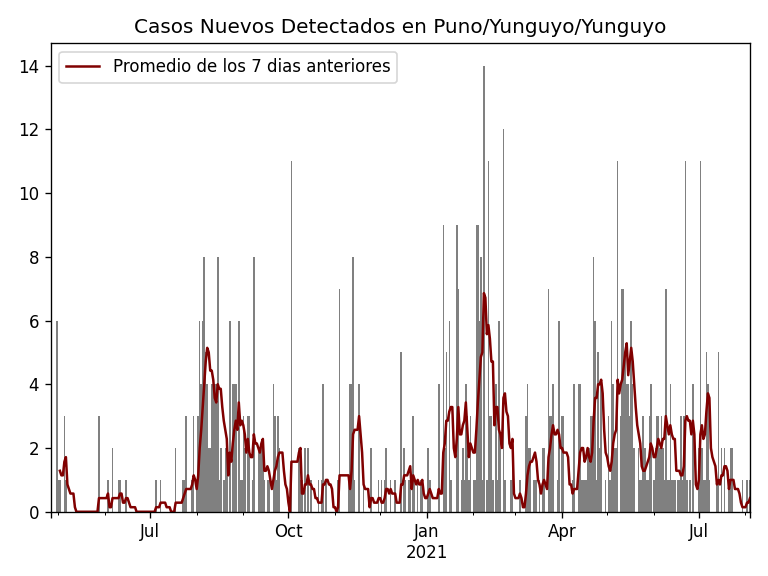 Casos Nuevos Detectados en Puno/Yunguyo/Yunguyo
Promedio de los 7 dias anteriores
14
12
10
8
6
4
2
0
Jul
Oct
Jan
2021
Apr
Jul